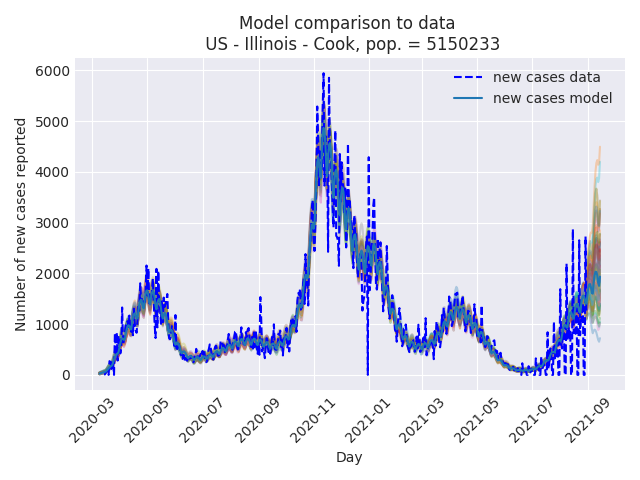 Model comparison to data
US - Illinois - Cook, pop. = 5150233
new cases data
new cases model
Number of new cases reported
6000
5000
4000
3000
2000
1000
0
2020-03
2020-05
2020-07
2020-09
2020-11
2021-01
2021-03
2021-05
2021-07
2021-09
Day